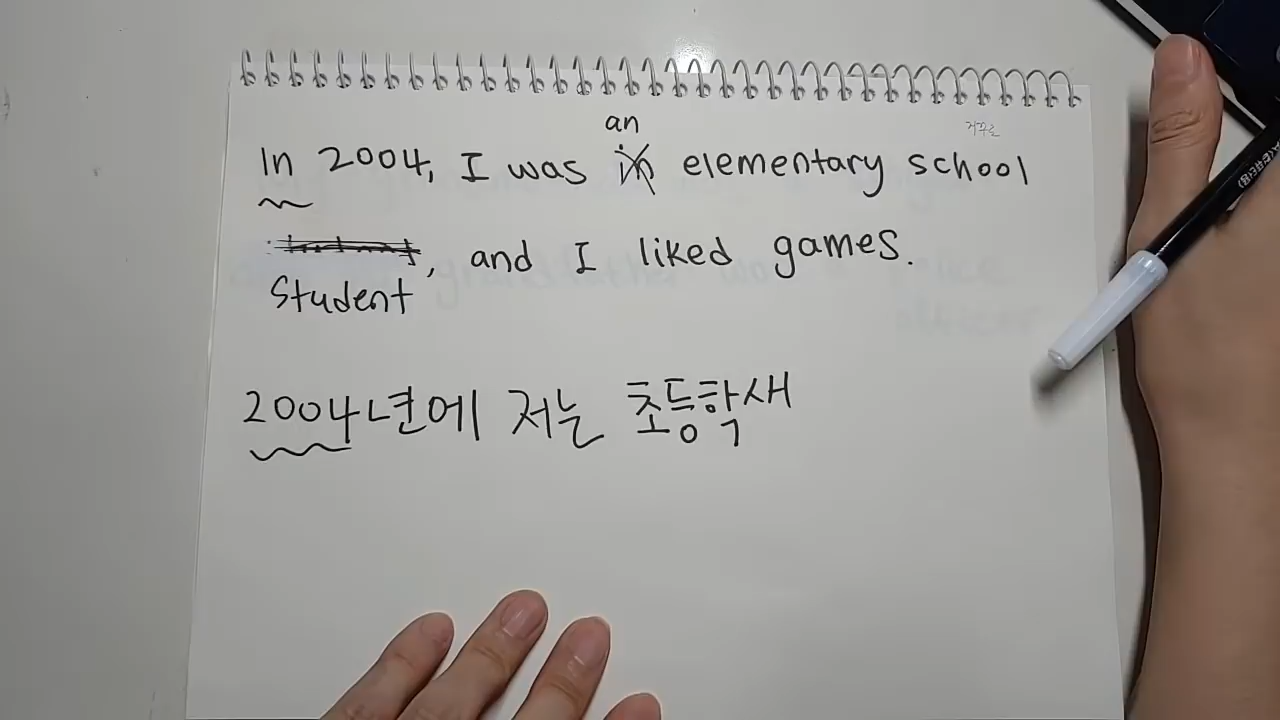 an
In 2004, I was in elementary school
, and I liked games.
Student
2004년에 저는 초등학새